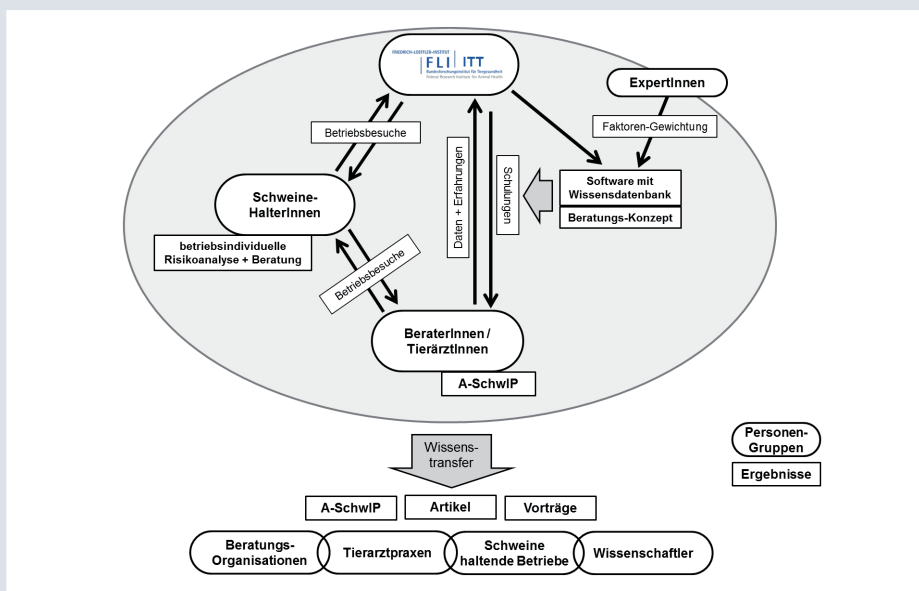 FRIEDRICH-LOEFFLER-INSTITUT
FLI ITT
Bundesforschungsinstitut für Tiergesundheit
Federal Research Institute for Animal Health
ExpertInnen
Betriebsbesuche
Faktoren-Gewichtung
Schweine-
HalterInnen
betriebsindividuelle
Risikoanalyse + Beratung
Daten + Erfahrungen
Schulungen
Software mit
Wissensdatenbank
Beratungs-Konzept
Betriebsbesuche
BeraterInnen /
TierärztInnen
A-SchwIP
Wissens-
transfer
Personen-
Gruppen
Ergebnisse
A-SchwIP
Artikel
Vorträge
Beratungs-
Organisationen
Tierarztpraxen
Schweine
haltende Betriebe
Wissenschaftler